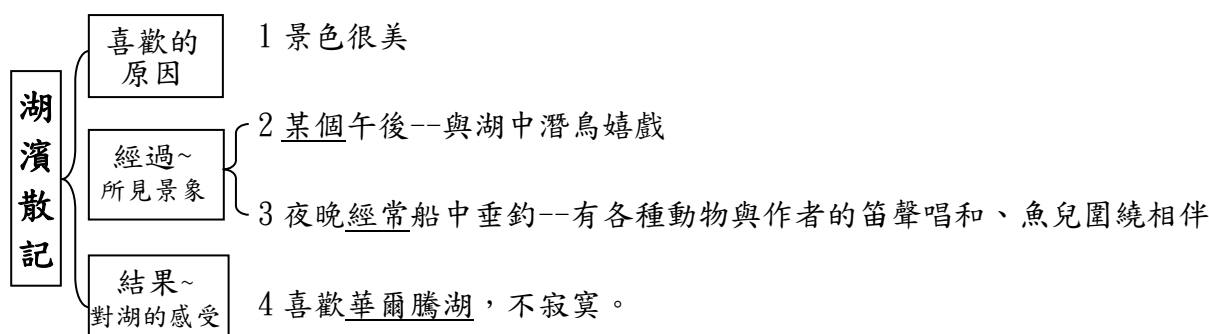 湖濱散記
喜歡的
原因
1 景色很美
經過~
所見景象
2 某個午後--與湖中潛鳥嬉戲
3 夜晚經常船中垂釣--有各種動物與作者的笛聲唱和、魚兒圍繞相伴
結果~
對湖的感受
4 喜歡華爾騰湖，不寂寞。